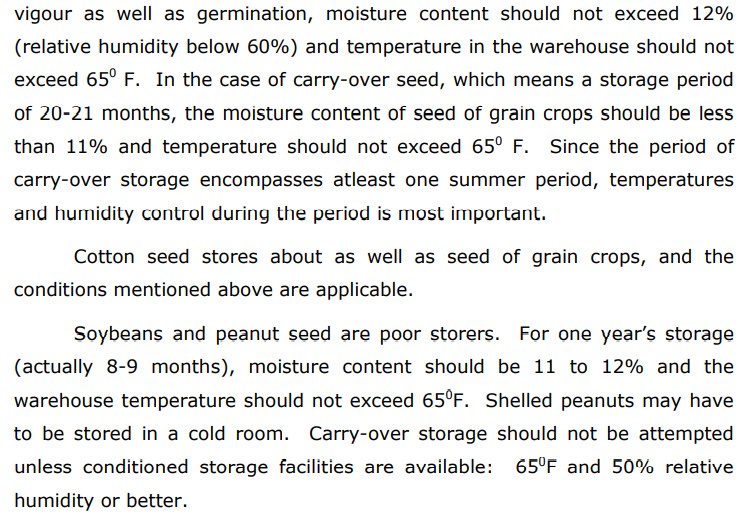 vigour as well as germination, moisture content should not exceed 12%
(relative humidity below 60%) and temperature in the warehouse should not
exceed 65⁰ F.  In the case of carry-over seed, which means a storage period
of 20-21 months, the moisture content of seed of grain crops should be less
than 11% and temperature should not exceed 65⁰ F.  Since the period of
carry-over storage encompasses atleast one summer period, temperatures
and humidity control during the period is most important.
Cotton seed stores about as well as seed of grain crops, and the
conditions mentioned above are applicable.
Soybeans and peanut seed are poor storers.  For one year’s storage
(actually 8-9 months), moisture content should be 11 to 12% and the
warehouse temperature should not exceed 65⁰F.  Shelled peanuts may have
to be stored in a cold room.  Carry-over storage should not be attempted
unless conditioned storage facilities are available:  65⁰F and 50% relative
humidity or better.